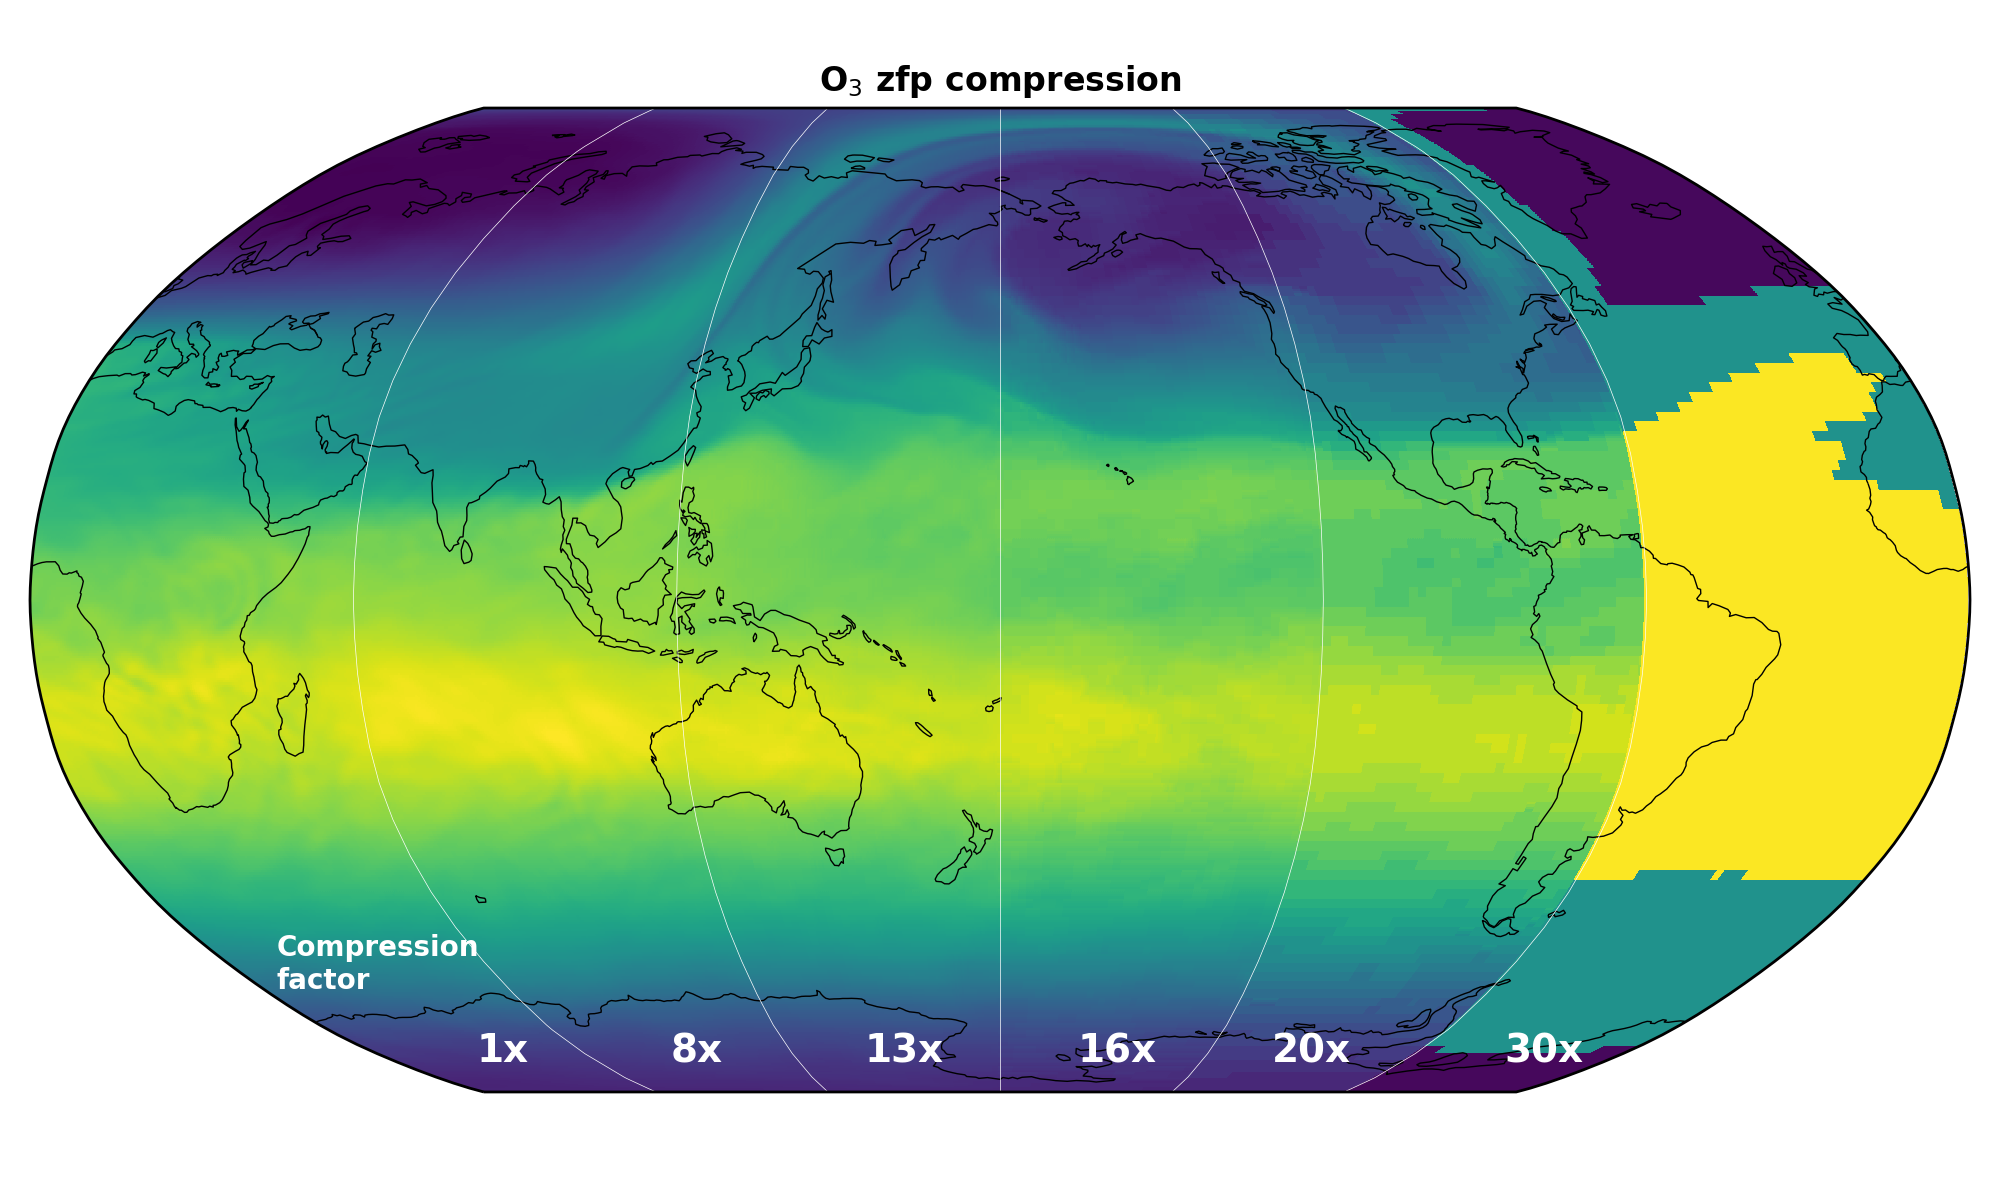 O₃ zfp compression
Compression
factor
1x 8x 13x 16x 20x 30x